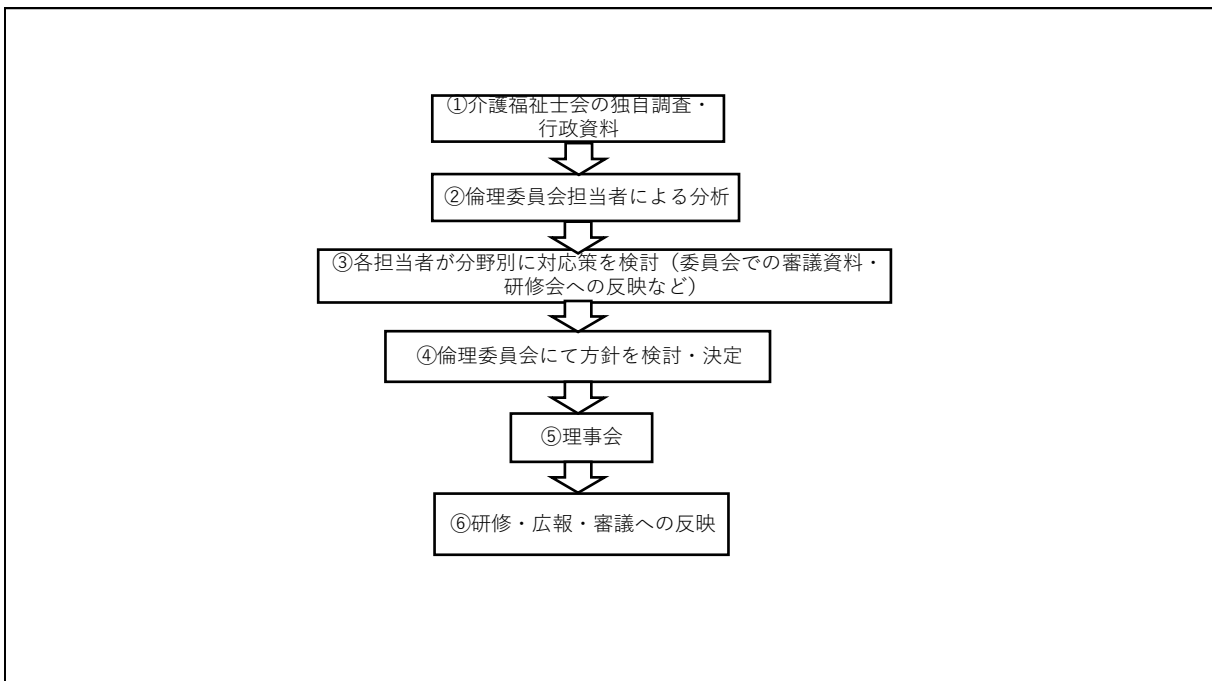 ①介護福祉士会の独自調査・
行政資料
②倫理委員会担当者による分析
③各担当者が分野別に対応策を検討（委員会での審議資料・
研修会への反映など）
④倫理委員会にて方針を検討・決定
⑤理事会
⑥研修・広報・審議への反映